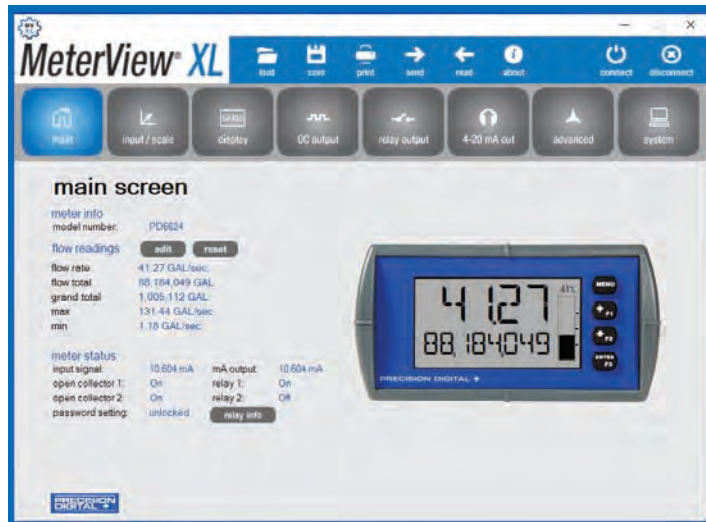 MeterView® XL
load save print send read about connect disconnect
main input / scale display OC output relay output 4-20 mA out advanced system
main screen
meter info
model number: PD6624
flow readings edit reset
flow rate 41.27 GAL/sec
flow total 88,184,049 GAL
grand total 1,005,112 GAL
max 131.44 GAL/sec
min 1.18 GAL/sec
meter status
input signal: 10.604 mA mA output: 10.604 mA
open collector 1: On relay 1: On
open collector 2: On relay 2: Off
password setting: unlocked relay info
41.27
41%
88,184,049
MENU
F1
F2
ENTER
F3
PRECISION DIGITAL
PRECISION
DIGITAL